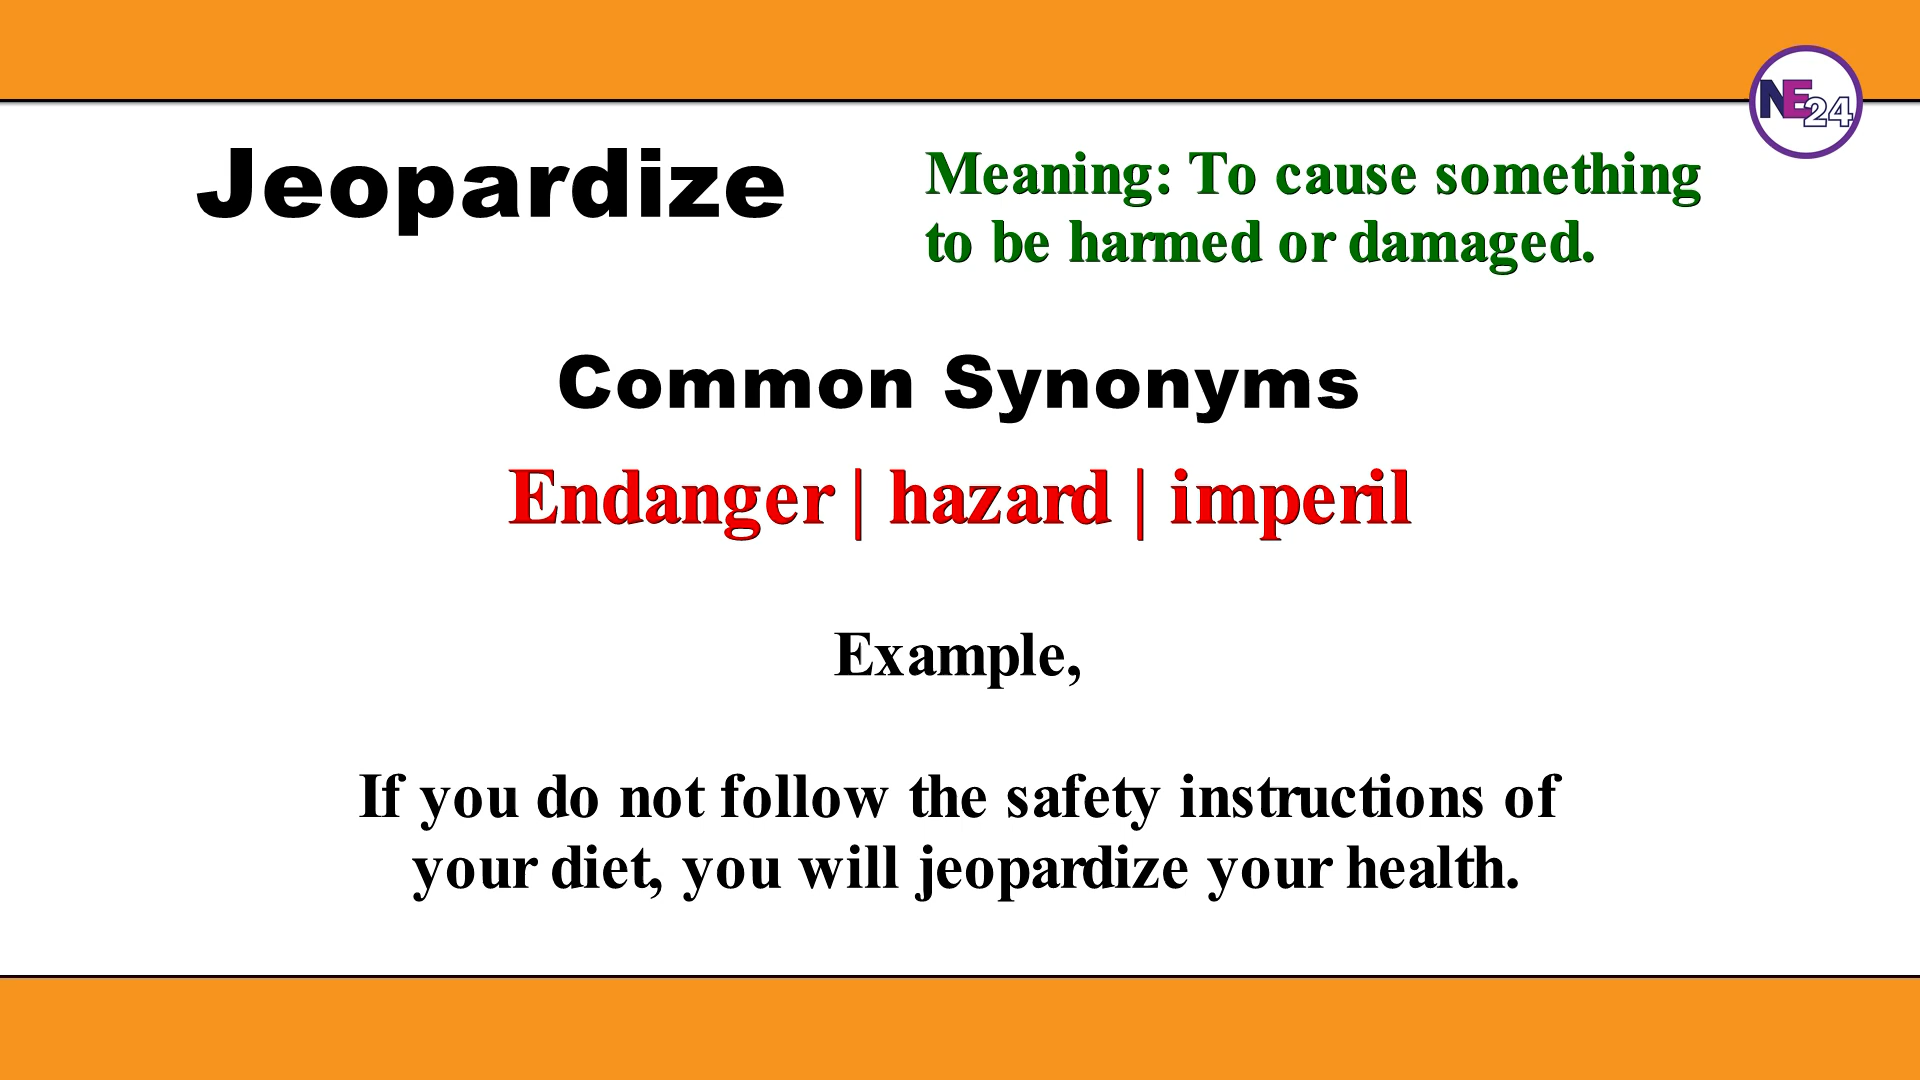 NE24
Jeopardize
Meaning: To cause something
to be harmed or damaged.
Common Synonyms
Endanger | hazard | imperil
Example,
If you do not follow the safety instructions of
your diet, you will jeopardize your health.